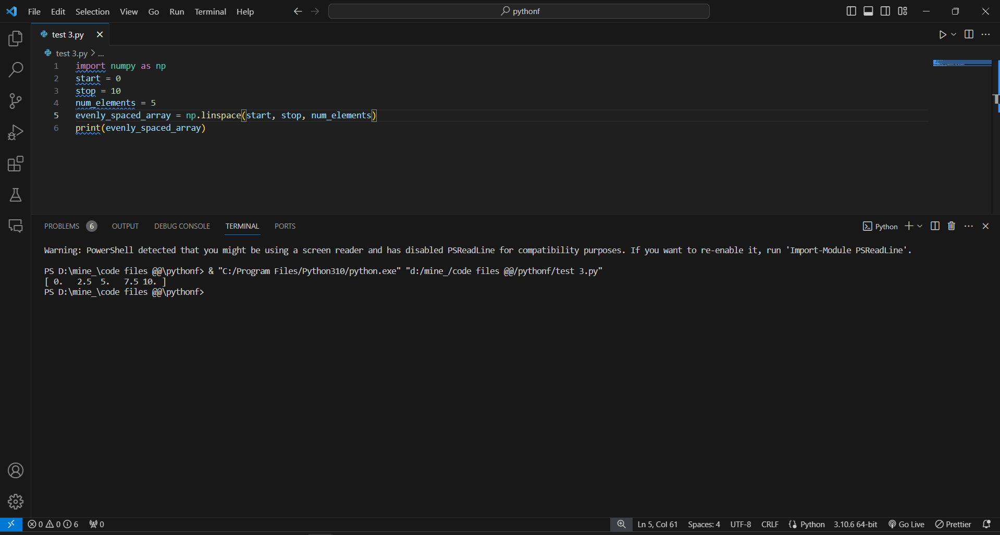 File Edit Selection View Go Run Terminal Help pythonf
test 3.py
test 3.py > ...
1 import numpy as np
2 start = 0
3 stop = 10
4 num_elements = 5
5 evenly_spaced_array = np.linspace(start, stop, num_elements)
6 print(evenly_spaced_array)
PROBLEMS 6 OUTPUT DEBUG CONSOLE TERMINAL PORTS Python
Warning: PowerShell detected that you might be using a screen reader and has disabled PSReadLine for compatibility purposes. If you want to re-enable it, run 'Import-Module PSReadLine'.
PS D:\mine_\code files @@\pythonf> & "C:/Program Files/Python310/python.exe" "d:/mine_/code files @@/pythonf/test 3.py"
[ 0.   2.5  5.   7.5 10. ]
PS D:\mine_\code files @@\pythonf>
0 0 6 0 Ln 5, Col 61 Spaces: 4 UTF-8 CRLF Python 3.10.6 64-bit Go Live Prettier